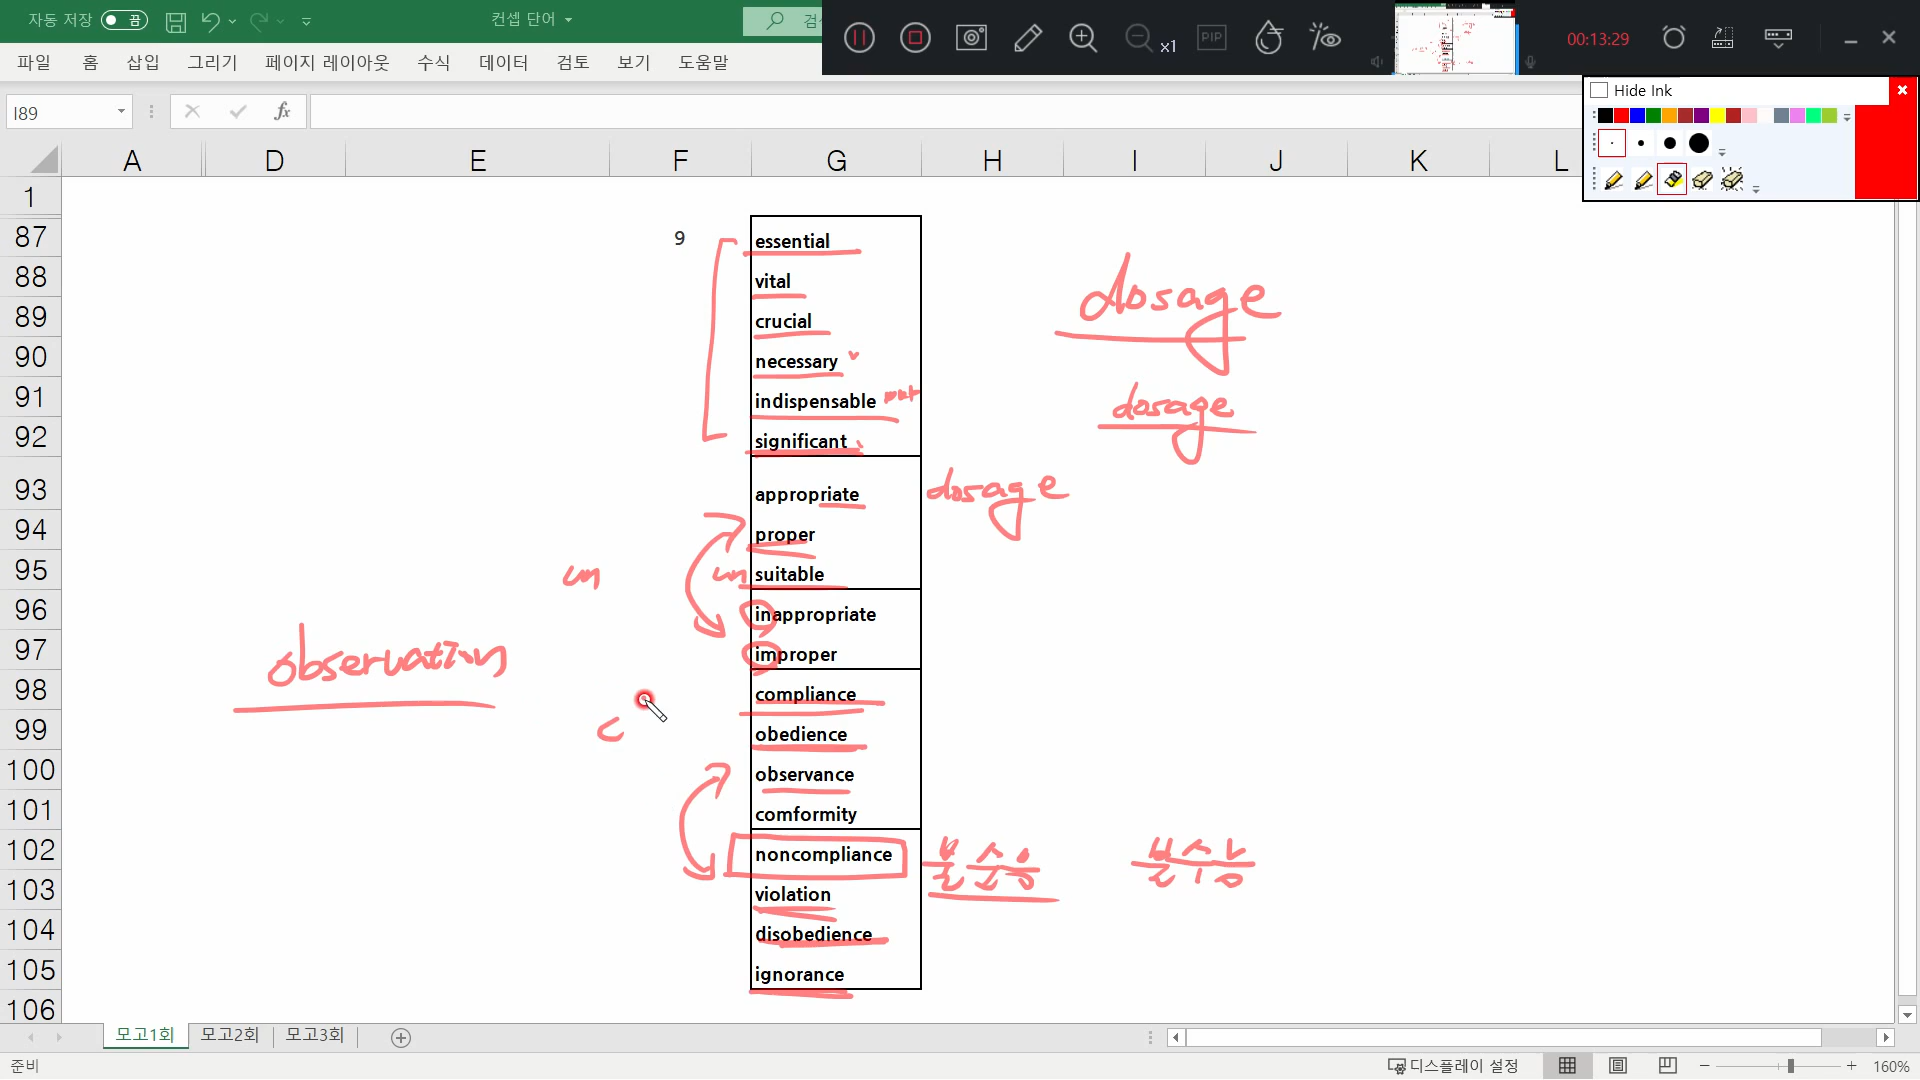 자동 저장 끔 컨셉 단어 검
x1 PIP 00:13:29
파일 홈 삽입 그리기 페이지 레이아웃 수식 데이터 검토 보기 도움말
Hide Ink
I89 fx
A D E F G H I J K L
1
87 9 essential
88 vital dosage
89 crucial
90 necessary
91 indispensable dosage
92 significant
93 appropriate dosage
94 proper
95 un un suitable
96 inappropriate
97 observation improper
98 compliance
99 c obedience
100 observance
101 comformity
102 noncompliance 불순응 불수능
103 violation
104 disobedience
105 ignorance
106
모고1회 모고2회 모고3회
준비 디스플레이 설정 160%